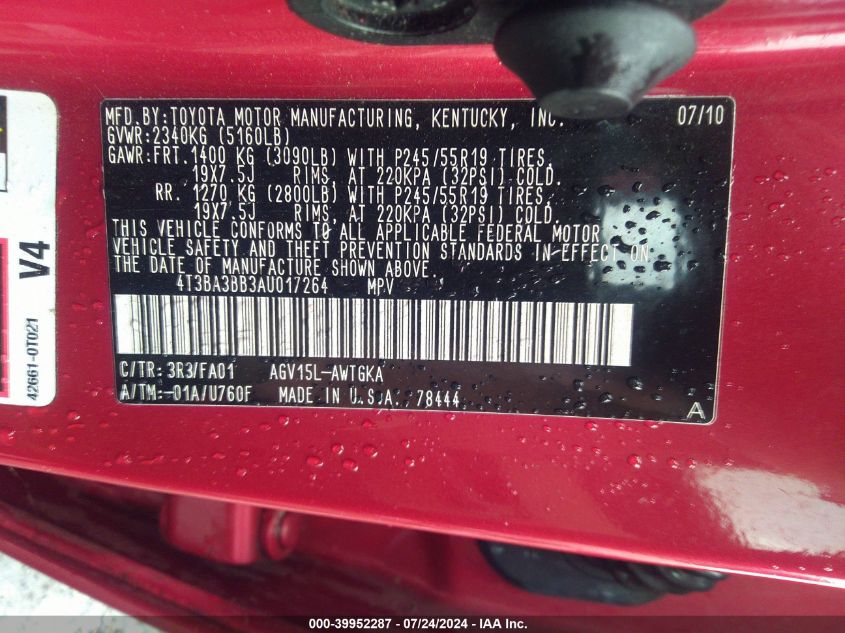 MFD. BY: TOYOTA MOTOR MANUFACTURING, KENTUCKY, INC. 07/10
GVWR: 2340KG (5160LB)
GAWR: FRT. 1400 KG (3090LB) WITH P245/55R19 TIRES,
19X7.5J RIMS, AT 220KPA (32PSI) COLD.
RR. 1270 KG (2800LB) WITH P245/55R19 TIRES,
19X7.5J RIMS, AT 220KPA (32PSI) COLD.
THIS VEHICLE CONFORMS TO ALL APPLICABLE FEDERAL MOTOR
VEHICLE SAFETY AND THEFT PREVENTION STANDARDS IN EFFECT ON
THE DATE OF MANUFACTURE SHOWN ABOVE.
4T3BA3BB3AU017264 MPV
C/TR: 3R3/FA01 AGV15L-AWTGKA
A/TM: -01A/U760F MADE IN U.S.A. 78444
A
42661-0T021
V4
000-39952287 - 07/24/2024 - IAA Inc.